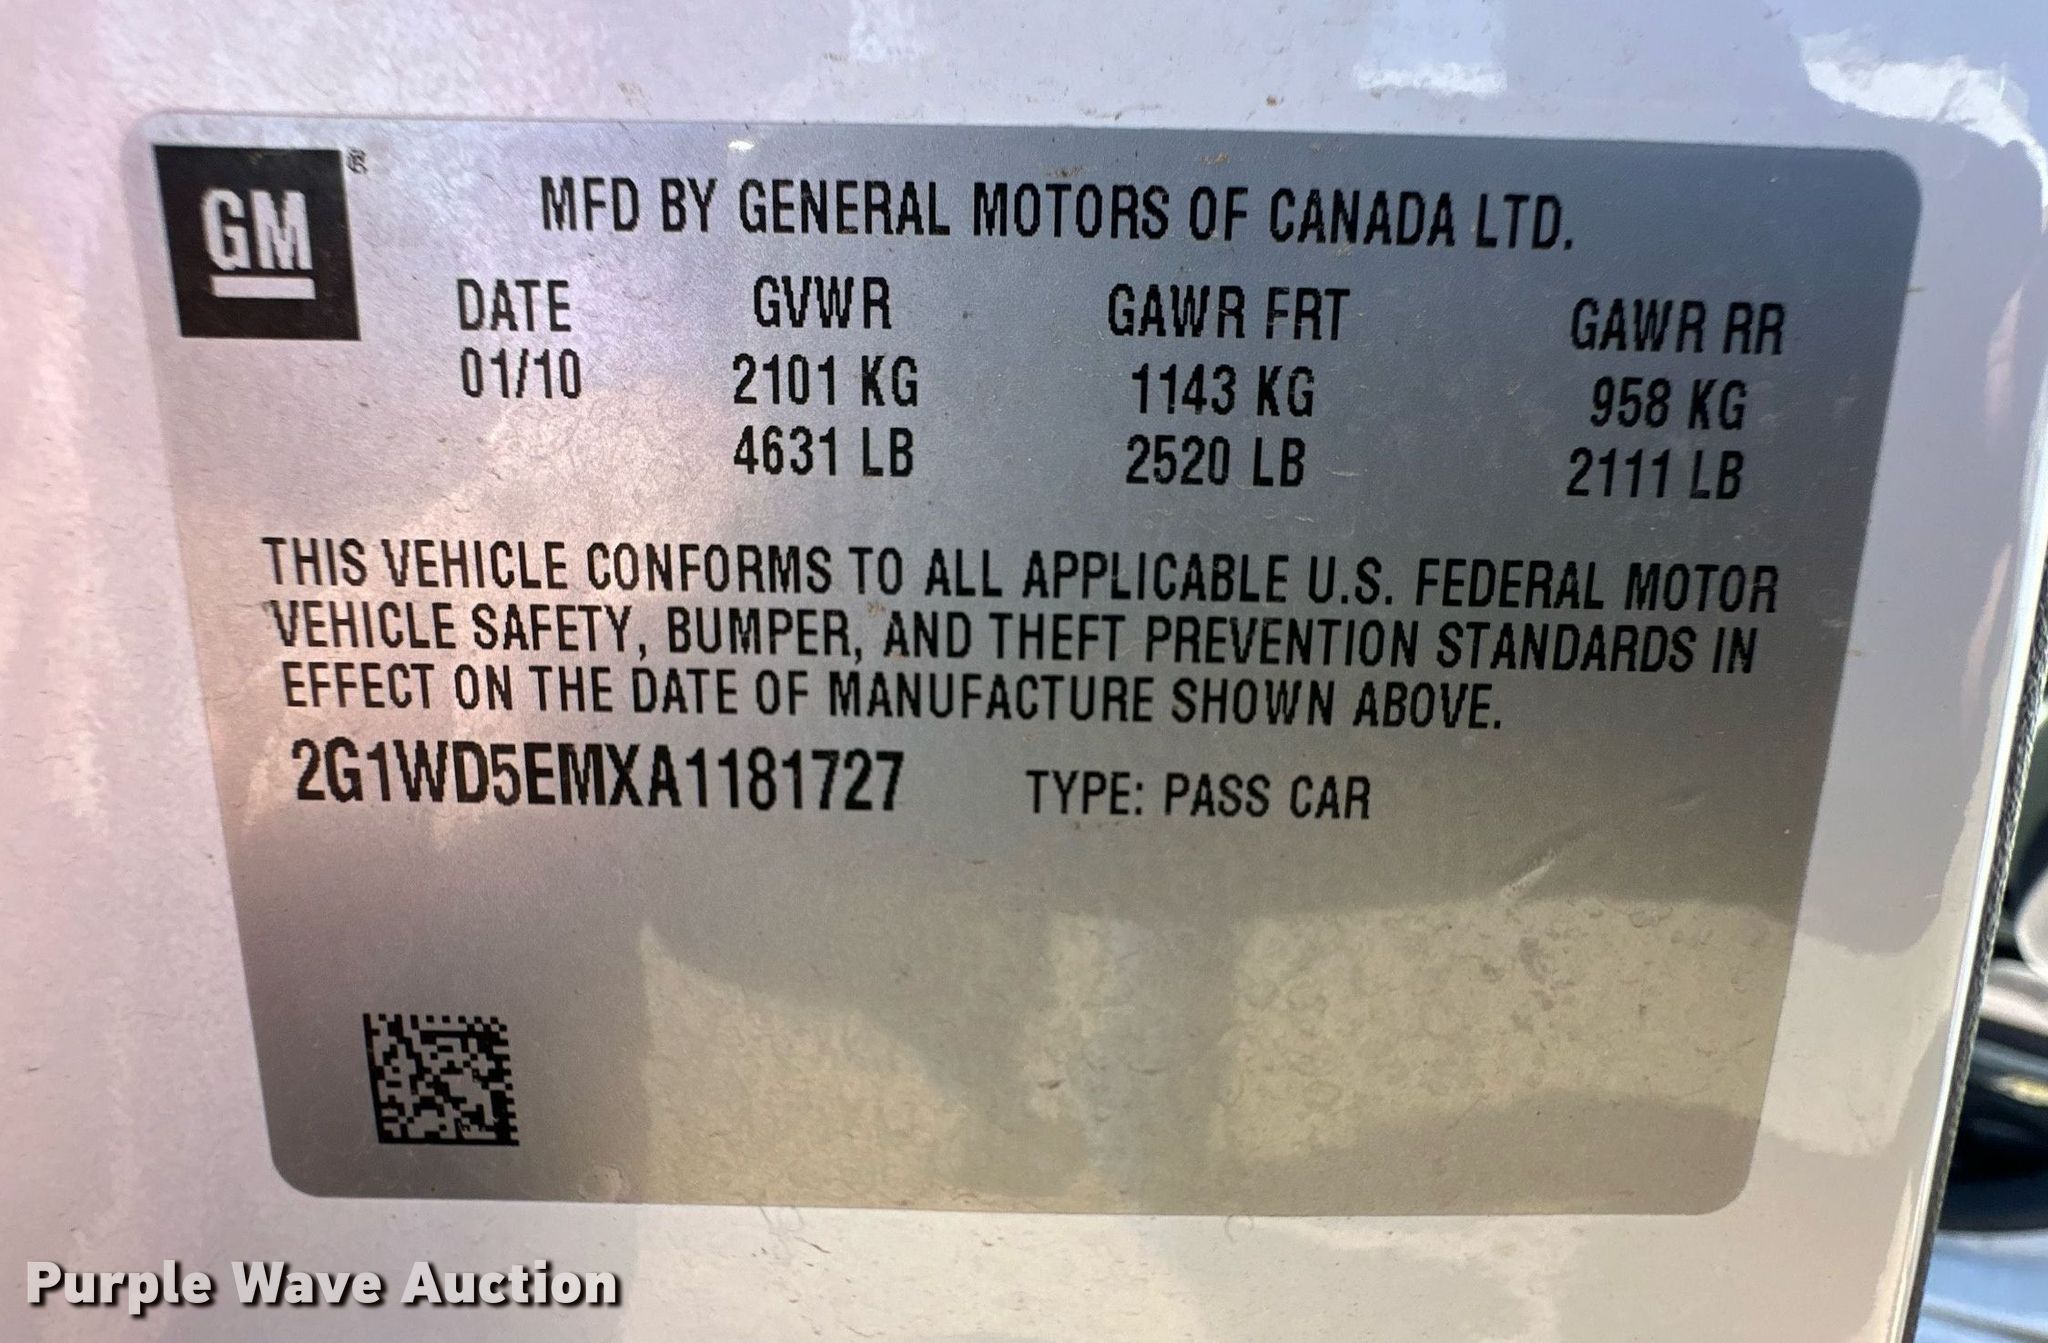 GM ®
MFD BY GENERAL MOTORS OF CANADA LTD.
DATE GVWR GAWR FRT GAWR RR
01/10 2101 KG 1143 KG 958 KG
4631 LB 2520 LB 2111 LB
THIS VEHICLE CONFORMS TO ALL APPLICABLE U.S. FEDERAL MOTOR
VEHICLE SAFETY, BUMPER, AND THEFT PREVENTION STANDARDS IN
EFFECT ON THE DATE OF MANUFACTURE SHOWN ABOVE.
2G1WD5EMXA1181727 TYPE: PASS CAR
Purple Wave Auction